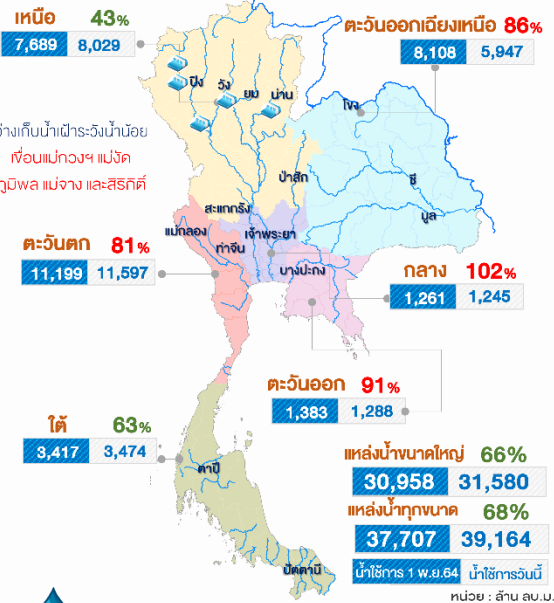 เหนือ 43%
7,689 8,029
ตะวันออกเฉียงเหนือ 86%
8,108 5,947
ปิง
วัง
ยม
น่าน
โขง
อ่างเก็บน้ำเฝ้าระวังน้ำน้อย
เขื่อนแม่กวงฯ แม่งัด
ภูมิพล แม่จาง และสิริกิติ์
ป่าสัก
ชี
มูล
สะแกกรัง
แม่กลอง
ท่าจีน
เจ้าพระยา
บางปะกง
ตะวันตก 81%
11,199 11,597
กลาง 102%
1,261 1,245
ตะวันออก 91%
1,383 1,288
ใต้ 63%
3,417 3,474
ตาปี
ปัตตานี
แหล่งน้ำขนาดใหญ่ 66%
30,958 31,580
แหล่งน้ำทุกขนาด 68%
37,707 39,164
น้ำใช้การ 1 พ.ย.64 น้ำใช้การวันนี้
หน่วย : ล้าน ลบ.ม.